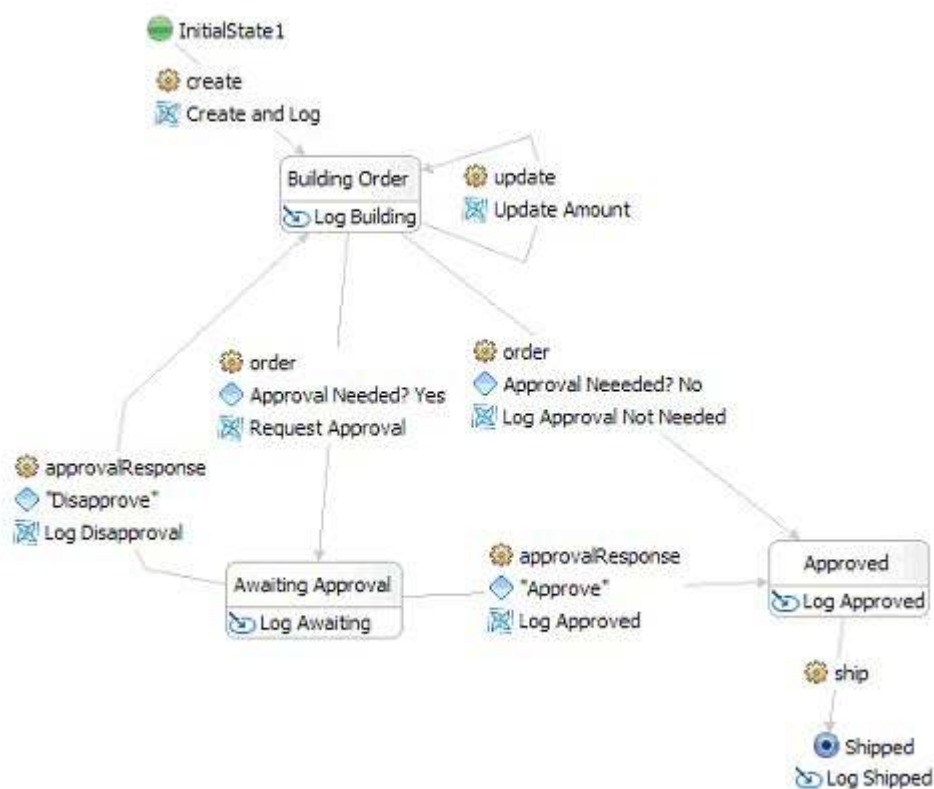 InitialState1
create
Create and Log
Building Order
Log Building
update
Update Amount
order
Approval Needed? Yes
Request Approval
order
Approval Neeeded? No
Log Approval Not Needed
approvalResponse
"Disapprove"
Log Disapproval
Awaiting Approval
Log Awaiting
approvalResponse
"Approve"
Log Approved
Approved
Log Approved
ship
Shipped
Log Shipped